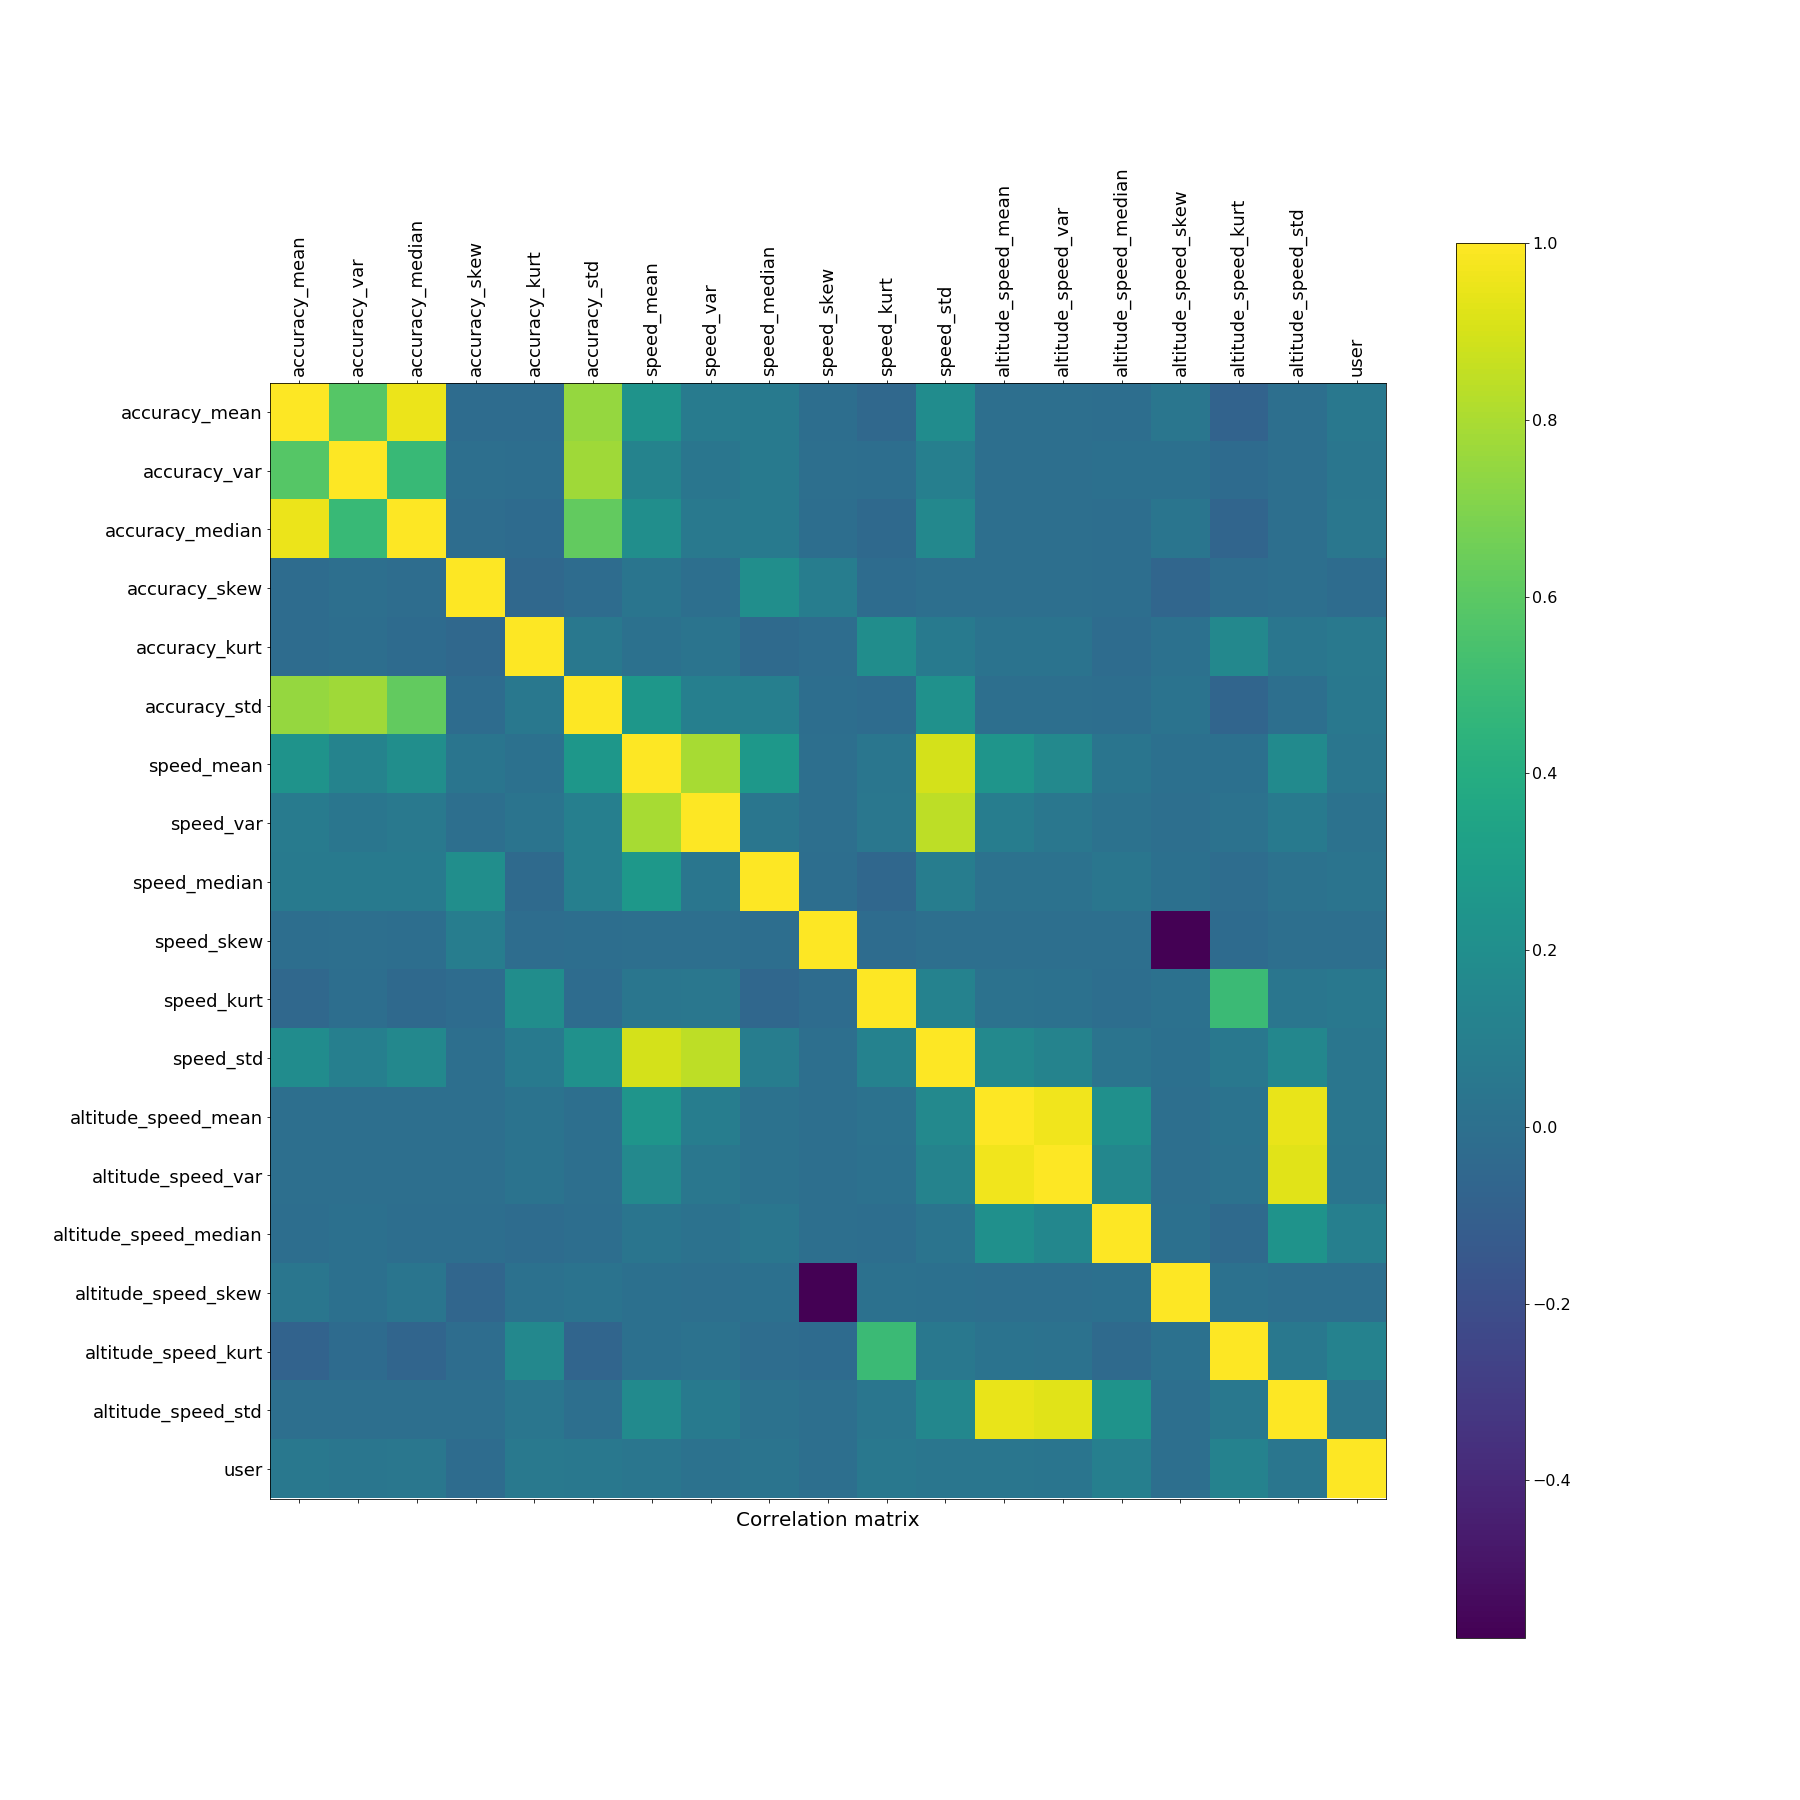 accuracy_mean
accuracy_var
accuracy_median
accuracy_skew
accuracy_kurt
accuracy_std
speed_mean
speed_var
speed_median
speed_skew
speed_kurt
speed_std
altitude_speed_mean
altitude_speed_var
altitude_speed_median
altitude_speed_skew
altitude_speed_kurt
altitude_speed_std
user
accuracy_mean
accuracy_var
accuracy_median
accuracy_skew
accuracy_kurt
accuracy_std
speed_mean
speed_var
speed_median
speed_skew
speed_kurt
speed_std
altitude_speed_mean
altitude_speed_var
altitude_speed_median
altitude_speed_skew
altitude_speed_kurt
altitude_speed_std
user
Correlation matrix
1.0
0.8
0.6
0.4
0.2
0.0
−0.2
−0.4